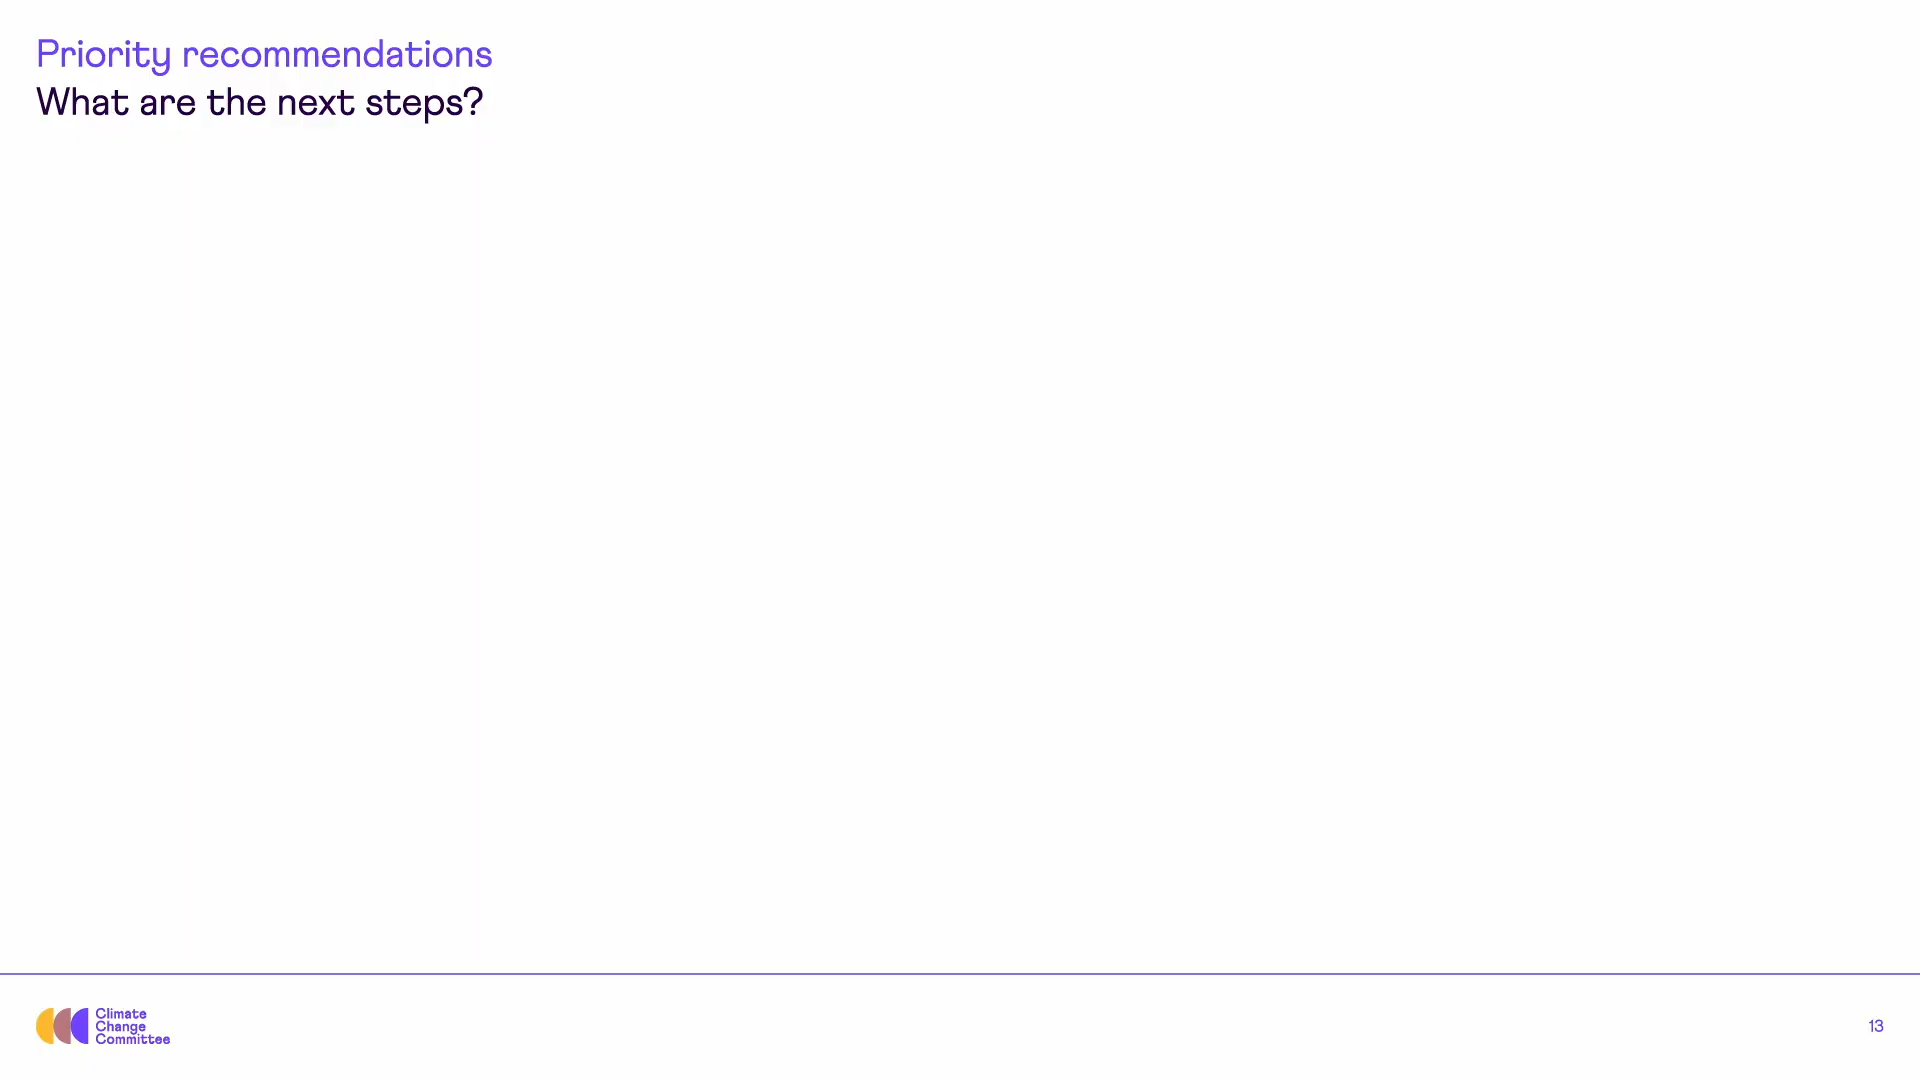 Priority recommendations
What are the next steps?
Climate
Change
Committee
13